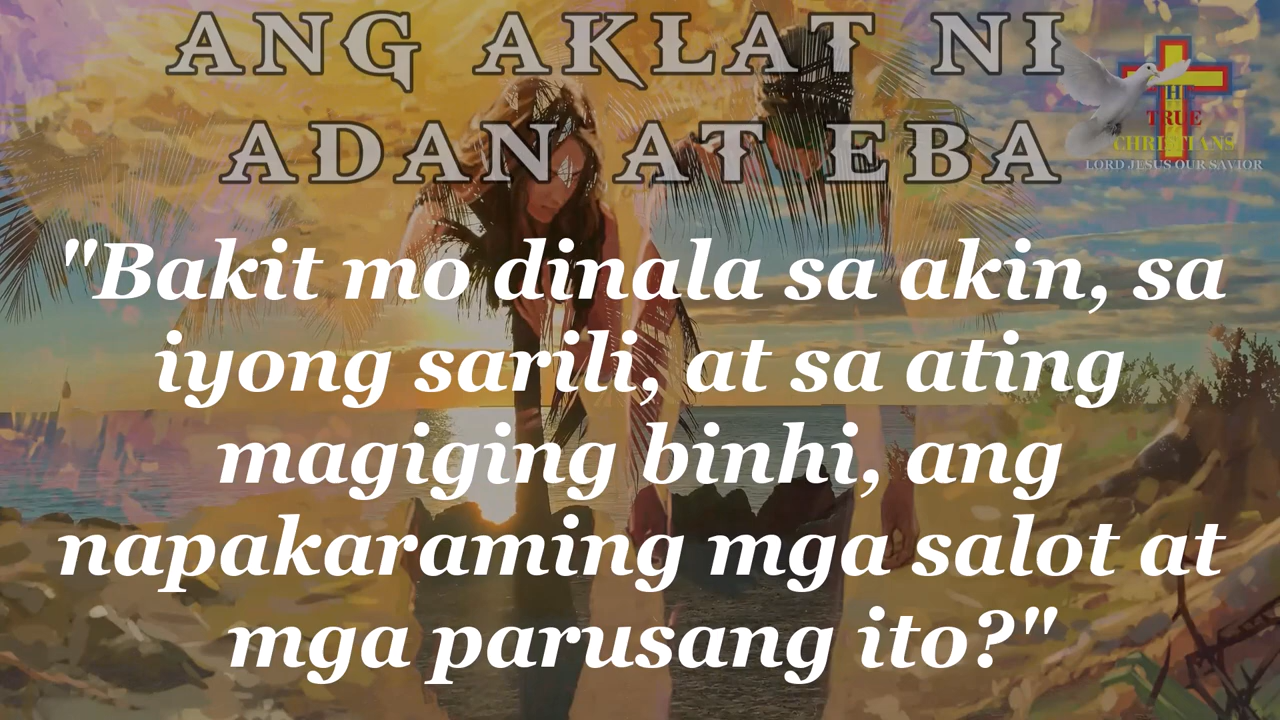 ANG AKLAT NI
ADAN AT EBA
THE
TRUE
CHRISTIANS
LORD JESUS OUR SAVIOR
"Bakit mo dinala sa akin, sa
iyong sarili, at sa ating
magiging binhi, ang
napakaraming mga salot at
mga parusang ito?"